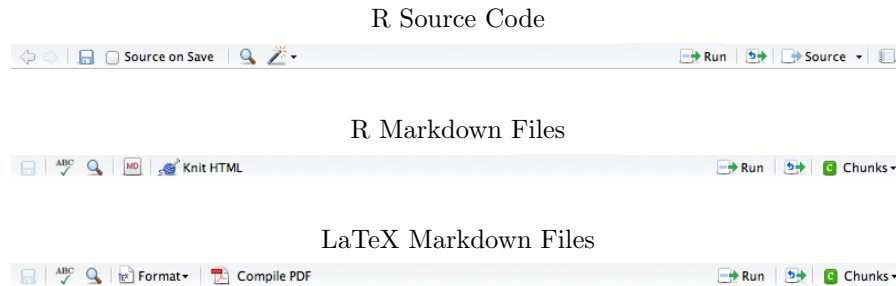 R Source Code
Source on Save Run Source
R Markdown Files
ABC MD Knit HTML Run C Chunks
LaTeX Markdown Files
ABC TEX Format Compile PDF Run C Chunks